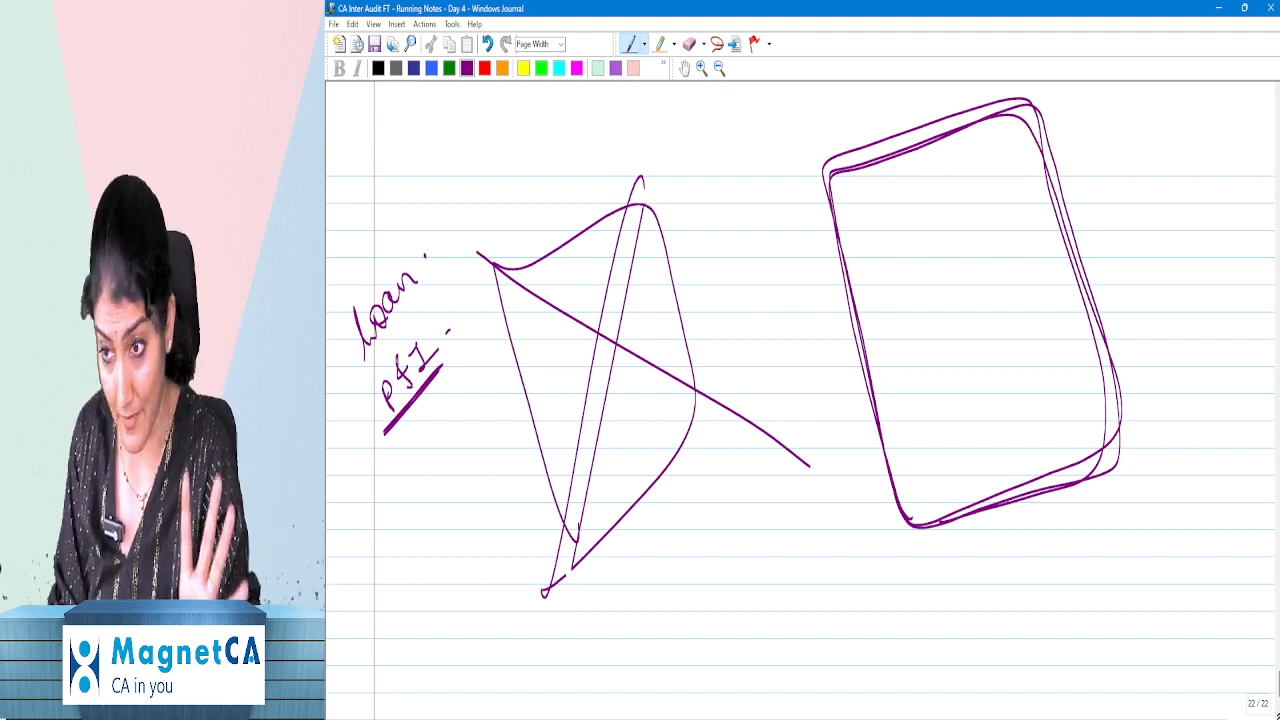 CA Inter Audit FT - Running Notes - Day 4 - Windows Journal
File Edit View Insert Actions Tools Help
Page Width
B I
Loan .
PfI .
MagnetCA
CA in you
22 / 22